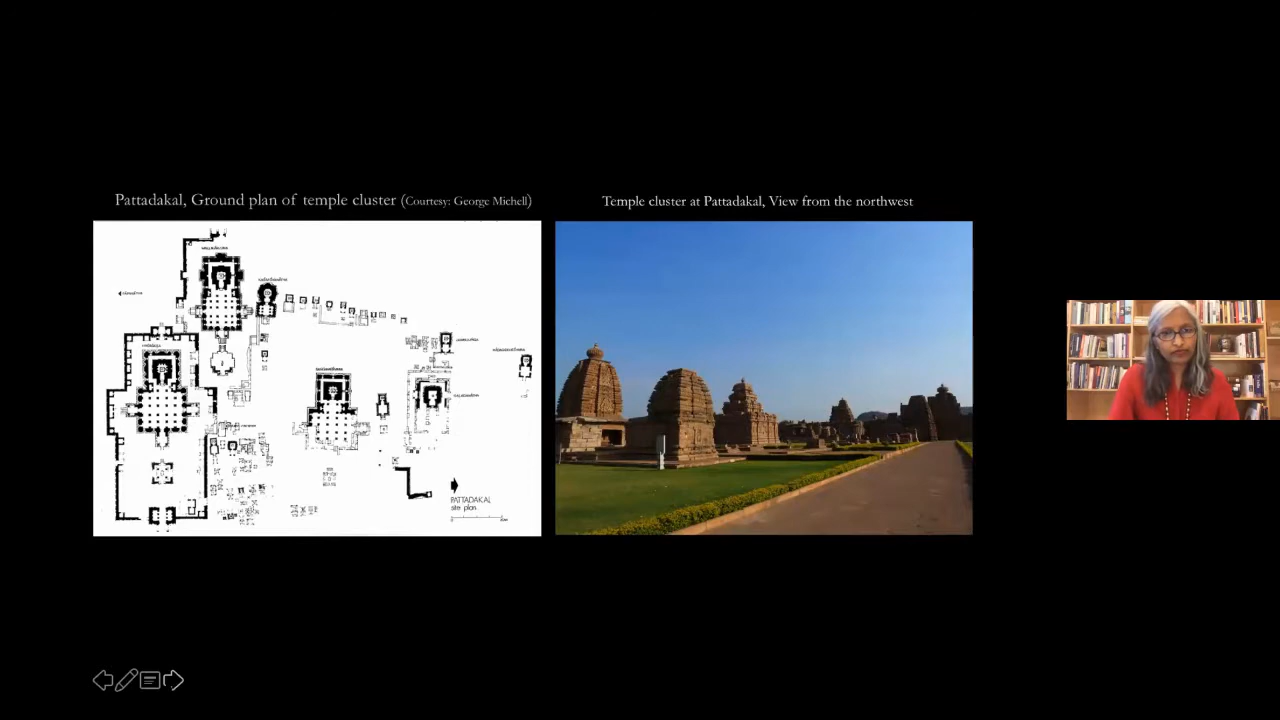 Pattadakal, Ground plan of temple cluster (Courtesy: George Michell)
Temple cluster at Pattadakal, View from the northwest
PATTADAKAL
site plan